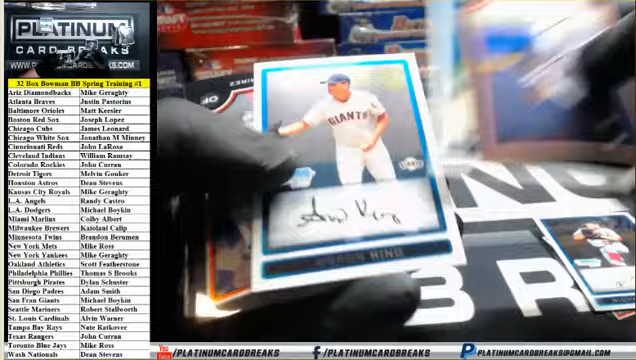 PLATINUM
CARD BREAKS
WWW.PLATINUMCARDBREAKS.COM
32 Box Bowman BB Spring Training #1
Ariz Diamondbacks Mike Geraghty
Atlanta Braves Justin Pastorius
Baltimore Orioles Matt Keesler
Boston Red Sox Joseph Lopez
Chicago Cubs James Leonard
Chicago White Sox Jonathan M Minney
Cincinnati Reds John LaRosa
Cleveland Indians William Ramsay
Colorado Rockies John Curran
Detroit Tigers Melvin Gouker
Houston Astros Dean Stevens
Kansas City Royals Mike Geraghty
L.A. Angels Randy Castro
L.A. Dodgers Michael Boykin
Miami Marlins Colby Albert
Milwaukee Brewers Kaiolani Calip
Minnesota Twins Brandon Berumen
New York Mets Mike Ross
New York Yankees Mike Geraghty
Oakland Athletics Scott Featherstone
Philadelphia Phillies Thomas S Brooks
Pittsburgh Pirates Dylan Schuster
San Diego Padres Adam Smith
San Fran Giants Michael Boykin
Seattle Mariners Robert Stallworth
St. Louis Cardinals Alvin Warner
Tampa Bay Rays Nate Ratkovec
Texas Rangers John Curran
Toronto Blue Jays Mike Ross
Wash Nationals Dean Stevens
GIANTS
KING
B R
/PLATINUMCARDBREAKS /PLATINUMCARDBREAKS PLATINUMCARDBREAKS@GMAIL.COM